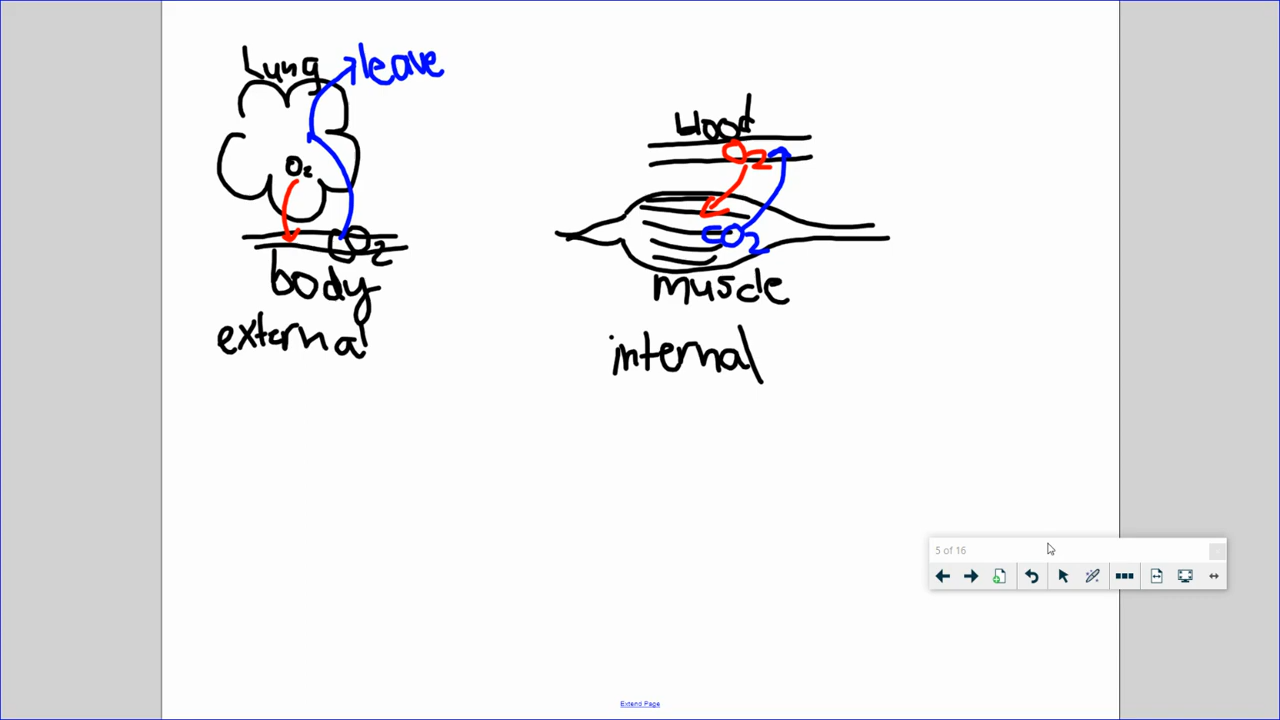 Lung
leave
O2
CO2
body
external
blood
O2
CO2
muscle
internal
5 of 16
Extend Page